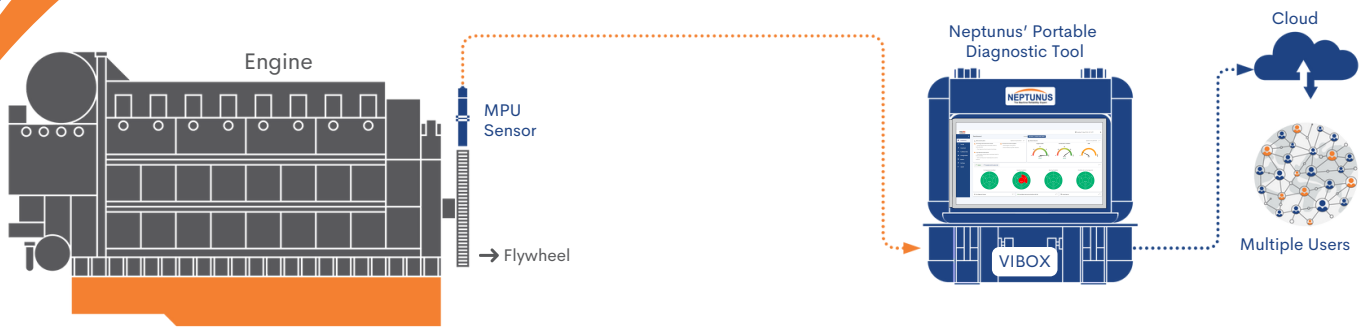 Engine
MPU
Sensor
→ Flywheel
Neptunus' Portable
Diagnostic Tool
NEPTUNUS
VIBOX
Cloud
Multiple Users